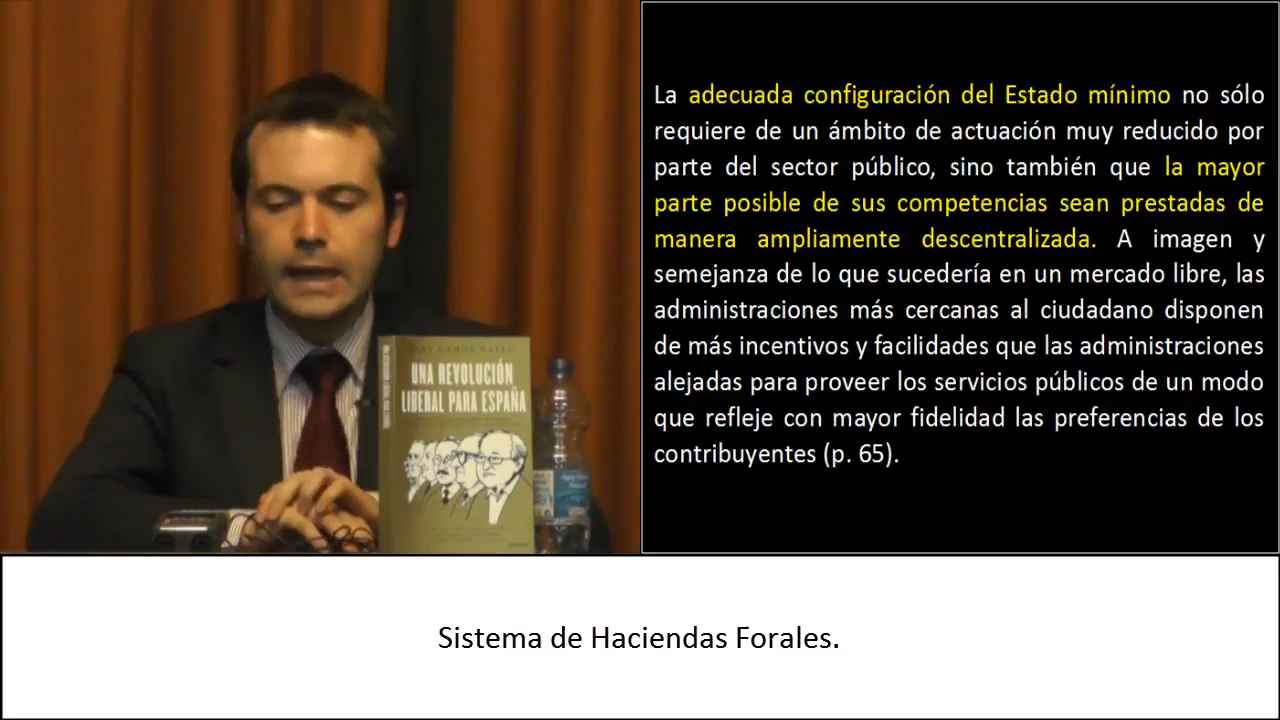 La adecuada configuración del Estado mínimo no sólo
requiere de un ámbito de actuación muy reducido por
parte del sector público, sino también que la mayor
parte posible de sus competencias sean prestadas de
manera ampliamente descentralizada. A imagen y
semejanza de lo que sucedería en un mercado libre, las
administraciones más cercanas al ciudadano disponen
de más incentivos y facilidades que las administraciones
alejadas para proveer los servicios públicos de un modo
que refleje con mayor fidelidad las preferencias de los
contribuyentes (p. 65).
UNA REVOLUCIÓN
LIBERAL PARA ESPAÑA
Sistema de Haciendas Forales.